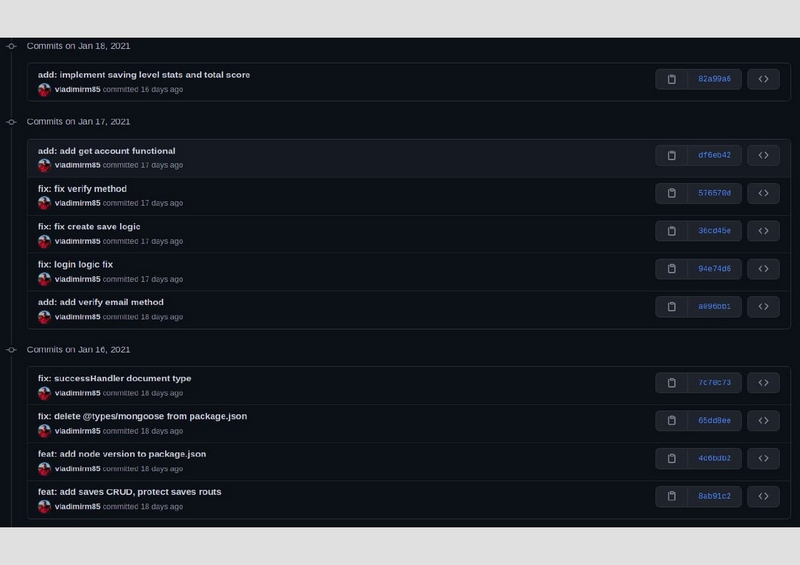 Commits on Jan 18, 2021
add: implement saving level stats and total score
vladimirm85 committed 16 days ago
82a99a6
Commits on Jan 17, 2021
add: add get account functional
vladimirm85 committed 17 days ago
df6eb42
fix: fix verify method
vladimirm85 committed 17 days ago
576570d
fix: fix create save logic
vladimirm85 committed 17 days ago
36cd45e
fix: login logic fix
vladimirm85 committed 17 days ago
94e74d6
add: add verify email method
vladimirm85 committed 18 days ago
a896bb1
Commits on Jan 16, 2021
fix: successHandler document type
vladimirm85 committed 18 days ago
7c70c73
fix: delete @types/mongoose from package.json
vladimirm85 committed 18 days ago
65dd8ee
feat: add node version to package.json
vladimirm85 committed 18 days ago
4c6bdb2
feat: add saves CRUD, protect saves routs
vladimirm85 committed 18 days ago
8ab91c2